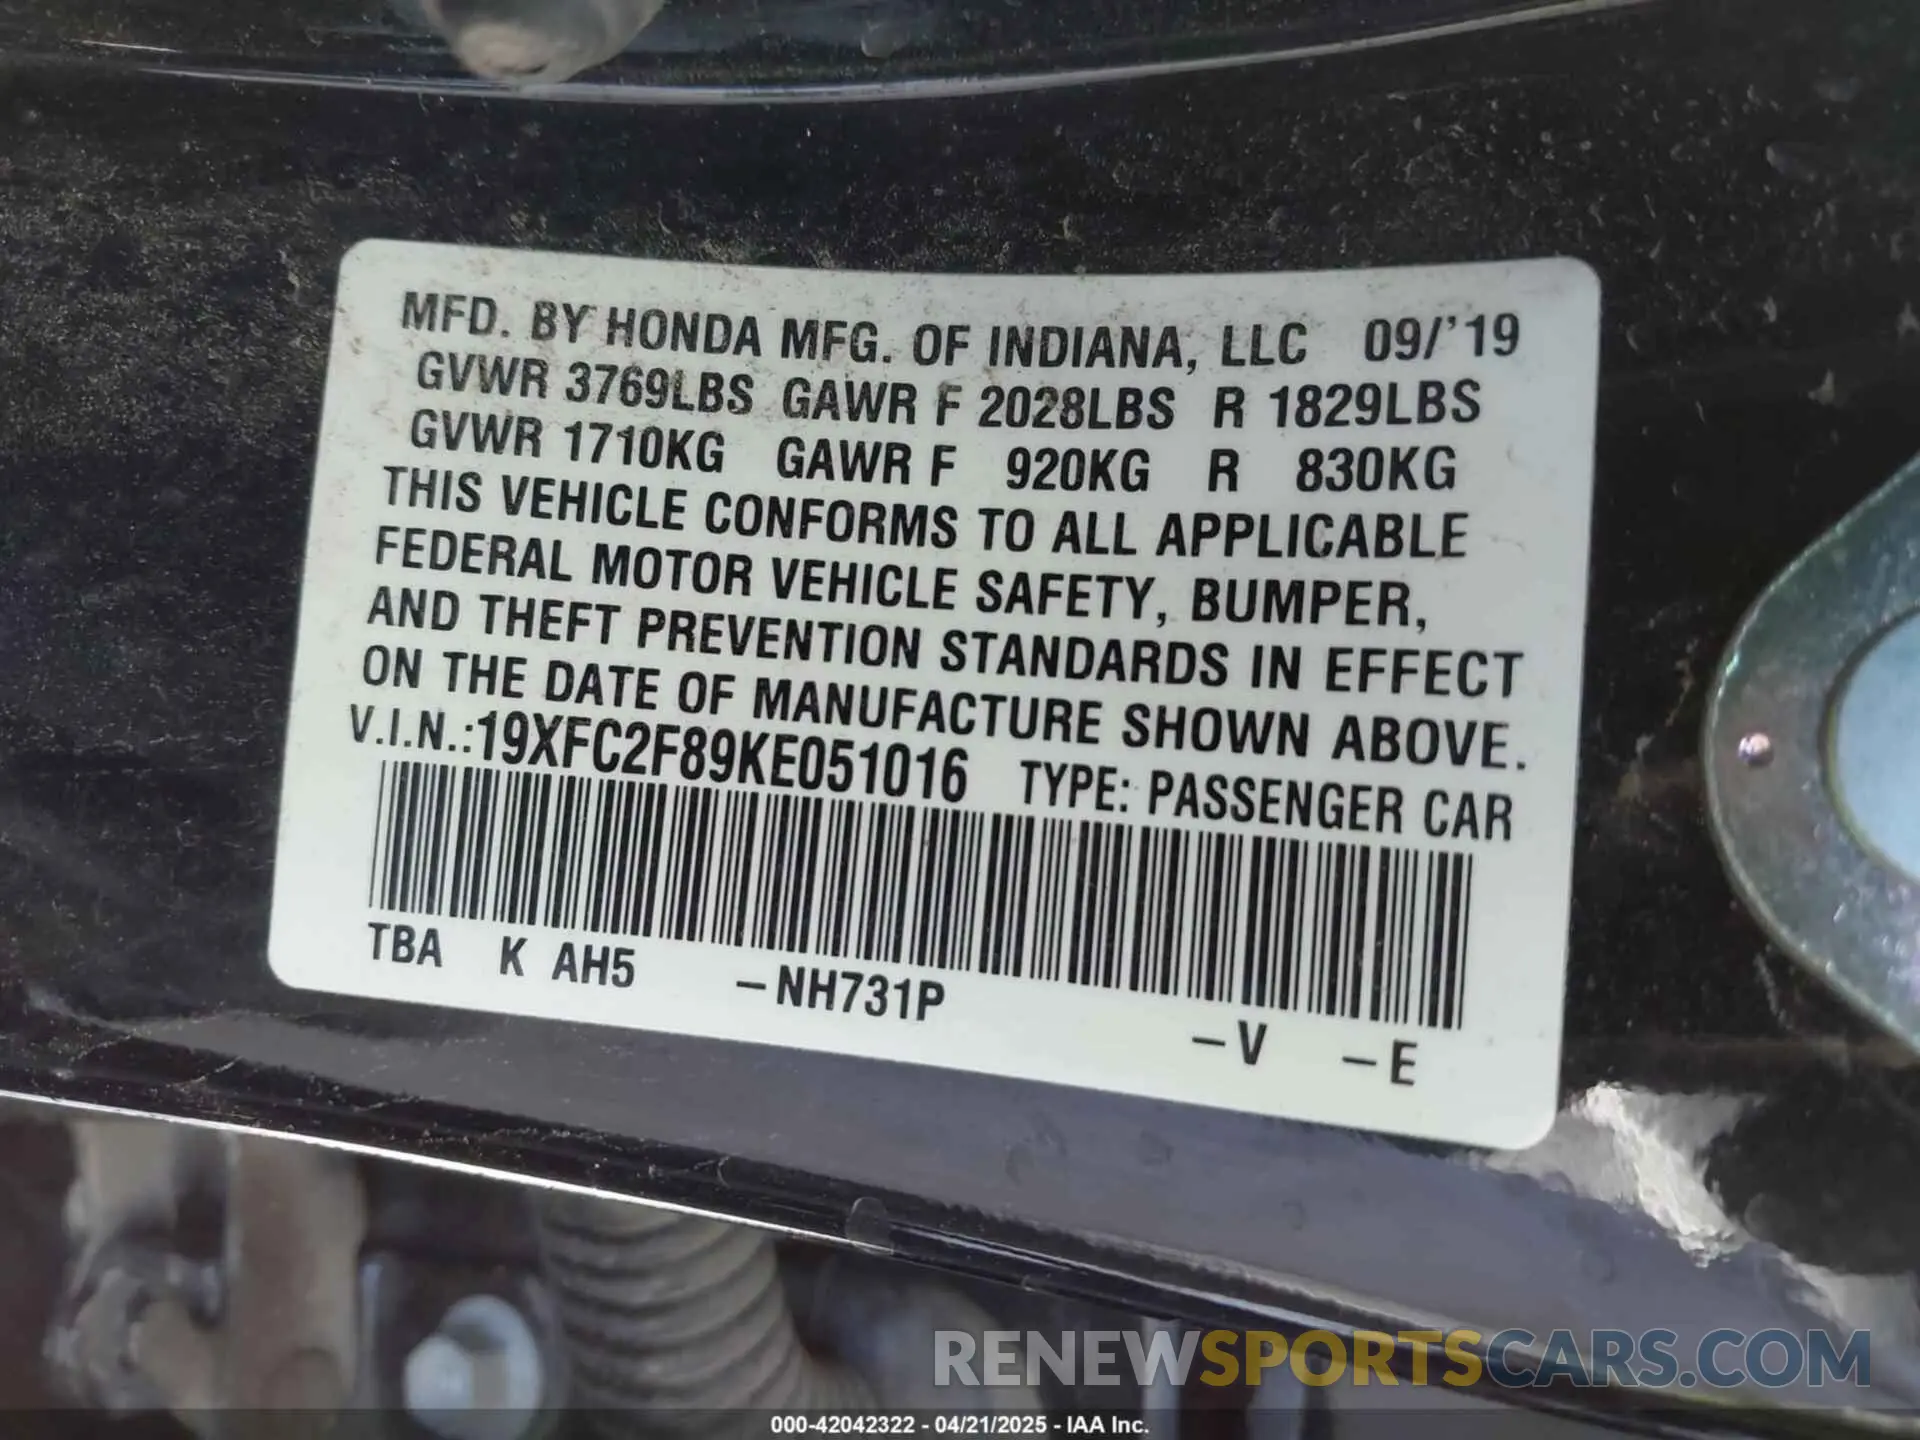 MFD. BY HONDA MFG. OF INDIANA, LLC 09/'19
GVWR 3769LBS GAWR F 2028LBS R 1829LBS
GVWR 1710KG GAWR F 920KG R 830KG
THIS VEHICLE CONFORMS TO ALL APPLICABLE
FEDERAL MOTOR VEHICLE SAFETY, BUMPER,
AND THEFT PREVENTION STANDARDS IN EFFECT
ON THE DATE OF MANUFACTURE SHOWN ABOVE.
V.I.N.:19XFC2F89KE051016 TYPE: PASSENGER CAR
TBA K AH5 -NH731P -V -E
RENEWSPORTSCARS.COM
000-42042322 - 04/21/2025 - IAA Inc.